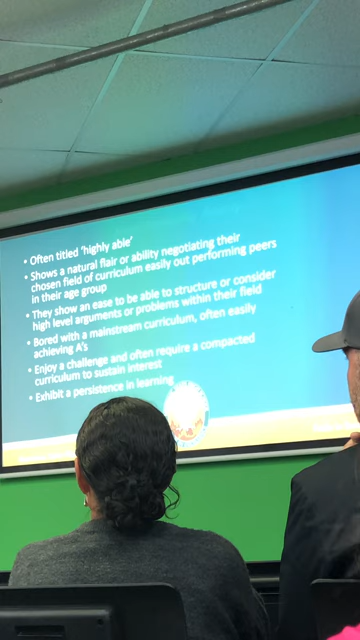 • Often titled 'highly able'
• Shows a natural flair or ability negotiating their
chosen field of curriculum easily out performing peers
in their age group
• They show an ease to be able to structure or consider
high level arguments or problems within their field
• Bored with a mainstream curriculum, often easily
achieving A's
• Enjoy a challenge and often require a compacted
curriculum to sustain interest
• Exhibit a persistence in learning